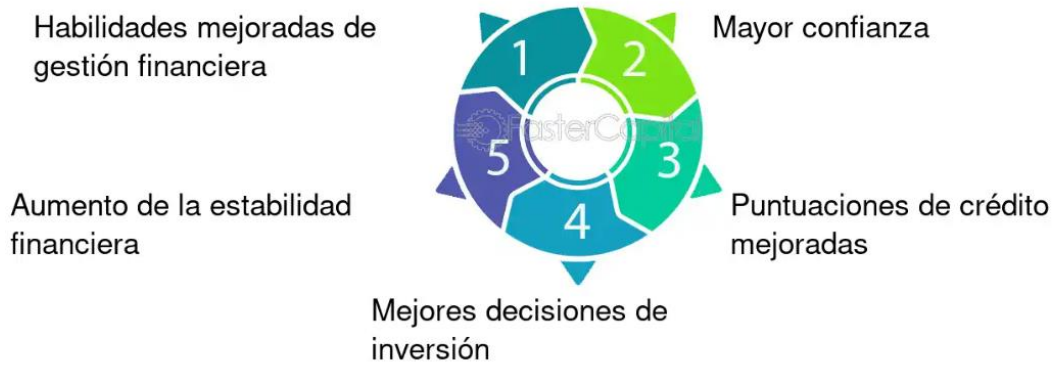 Habilidades mejoradas de
gestión financiera
1
2
Mayor confianza
FasterCapital
5
3
4
Aumento de la estabilidad
financiera
Puntuaciones de crédito
mejoradas
Mejores decisiones de
inversión